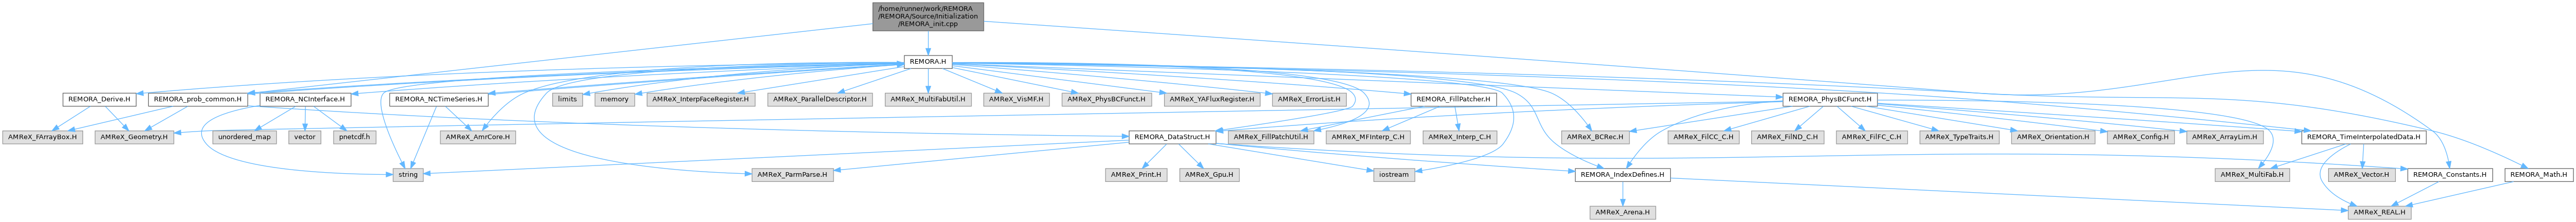 /home/runner/work/REMORA
/REMORA/Source/Initialization
/REMORA_init.cpp
REMORA.H
REMORA_Derive.H
REMORA_prob_common.H
REMORA_NCInterface.H
REMORA_NCTimeSeries.H
limits
memory
AMReX_InterpFaceRegister.H
AMReX_ParallelDescriptor.H
AMReX_MultiFabUtil.H
AMReX_VisMF.H
AMReX_PhysBCFunct.H
AMReX_YAFluxRegister.H
AMReX_ErrorList.H
REMORA_FillPatcher.H
REMORA_PhysBCFunct.H
AMReX_FArrayBox.H
AMReX_Geometry.H
unordered_map
vector
pnetcdf.h
AMReX_AmrCore.H
REMORA_DataStruct.H
AMReX_FillPatchUtil.H
AMReX_MFInterp_C.H
AMReX_Interp_C.H
AMReX_BCRec.H
AMReX_FilCC_C.H
AMReX_FilND_C.H
AMReX_FilFC_C.H
AMReX_TypeTraits.H
AMReX_Orientation.H
AMReX_Config.H
AMReX_ArrayLim.H
REMORA_TimeInterpolatedData.H
string
AMReX_ParmParse.H
AMReX_Print.H
AMReX_Gpu.H
iostream
REMORA_IndexDefines.H
AMReX_MultiFab.H
AMReX_Vector.H
REMORA_Constants.H
REMORA_Math.H
AMReX_Arena.H
AMReX_REAL.H